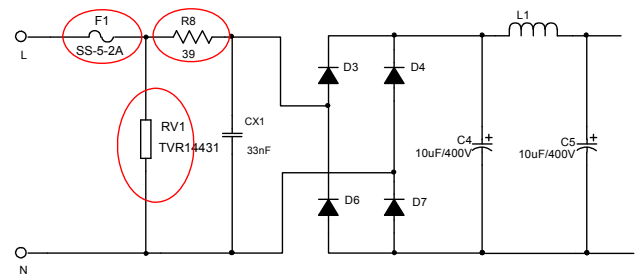 F1
SS-5-2A
R8
39
L1
L
D3
D4
RV1
TVR14431
CX1
33nF
C4
10uF/400V
C5
10uF/400V
D6
D7
N